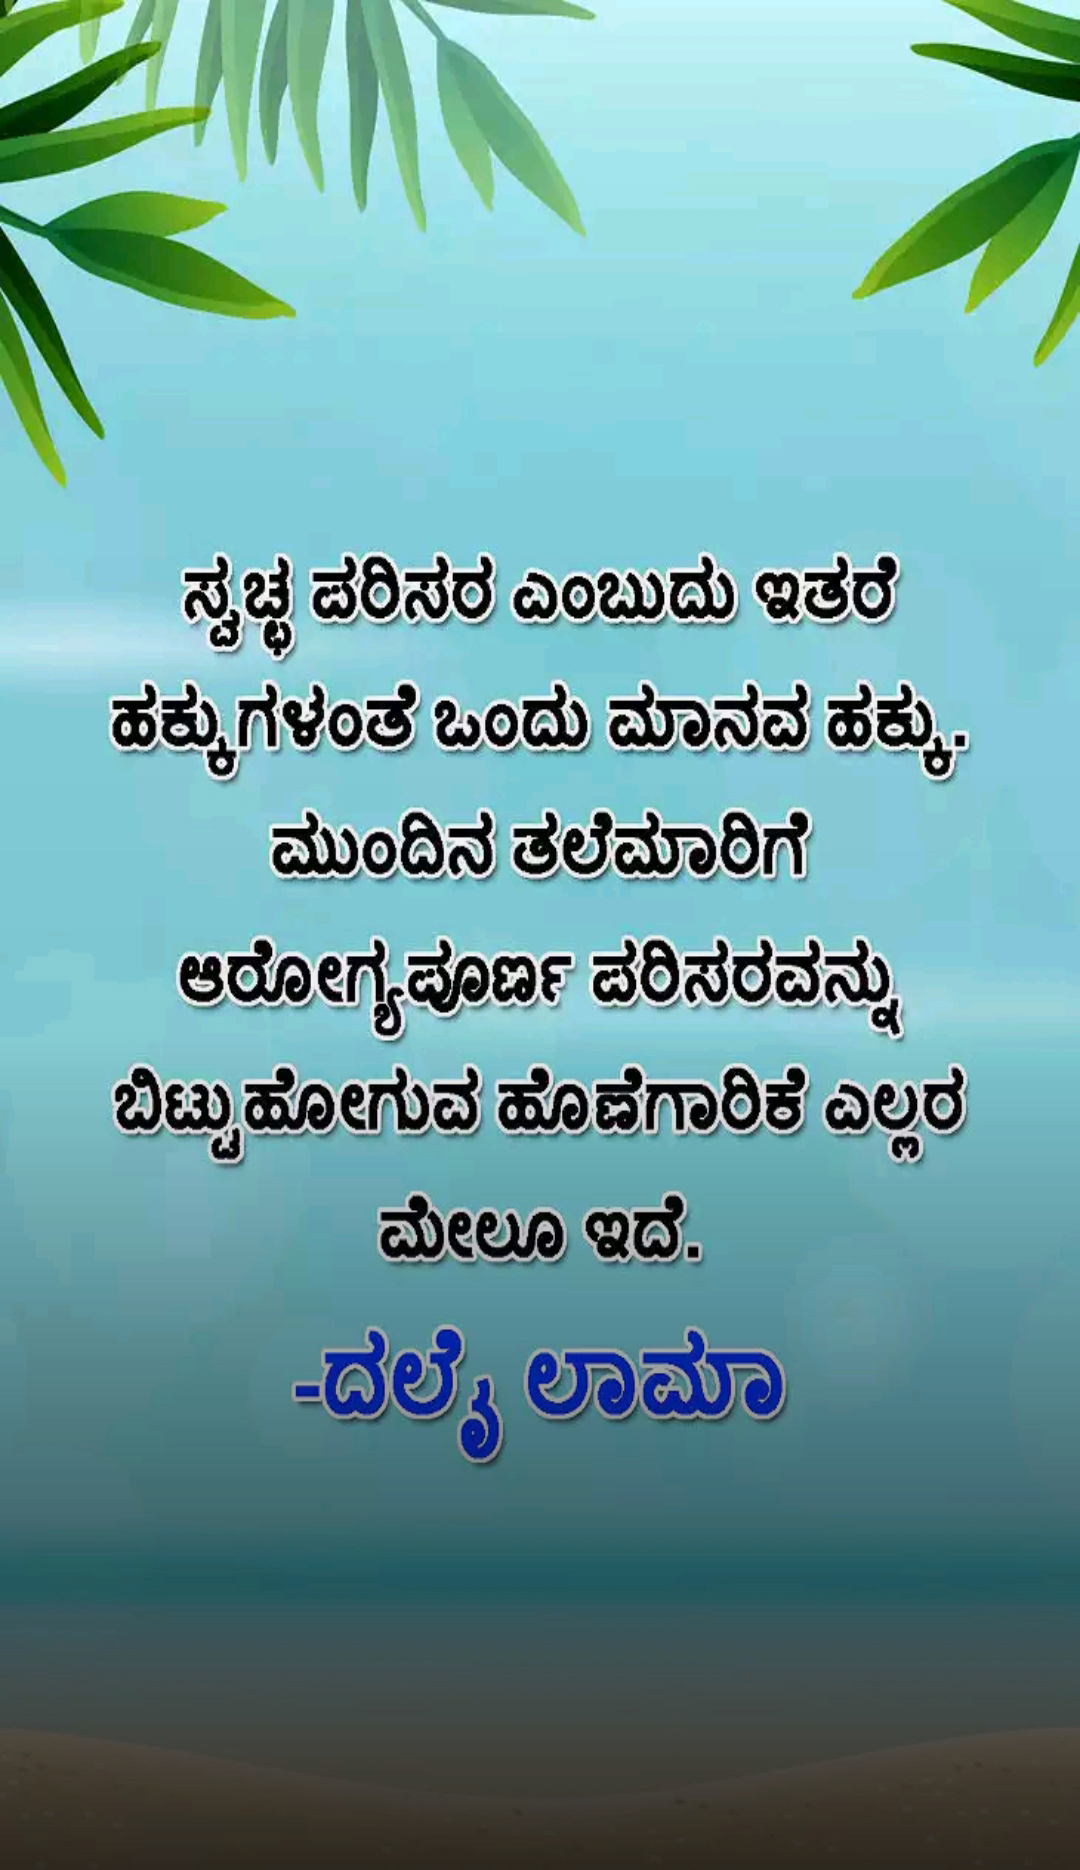 ಸ್ವಚ್ಛ ಪರಿಸರ ಎಂಬುದು ಇತರೆ
ಹಕ್ಕುಗಳಂತೆ ಒಂದು ಮಾನವ ಹಕ್ಕು.
ಮುಂದಿನ ತಲೆಮಾರಿಗೆ
ಆರೋಗ್ಯಪೂರ್ಣ ಪರಿಸರವನ್ನು
ಬಿಟ್ಟುಹೋಗುವ ಹೊಣೆಗಾರಿಕೆ ಎಲ್ಲರ
ಮೇಲೂ ಇದೆ.
-ದಲೈ ಲಾಮಾ